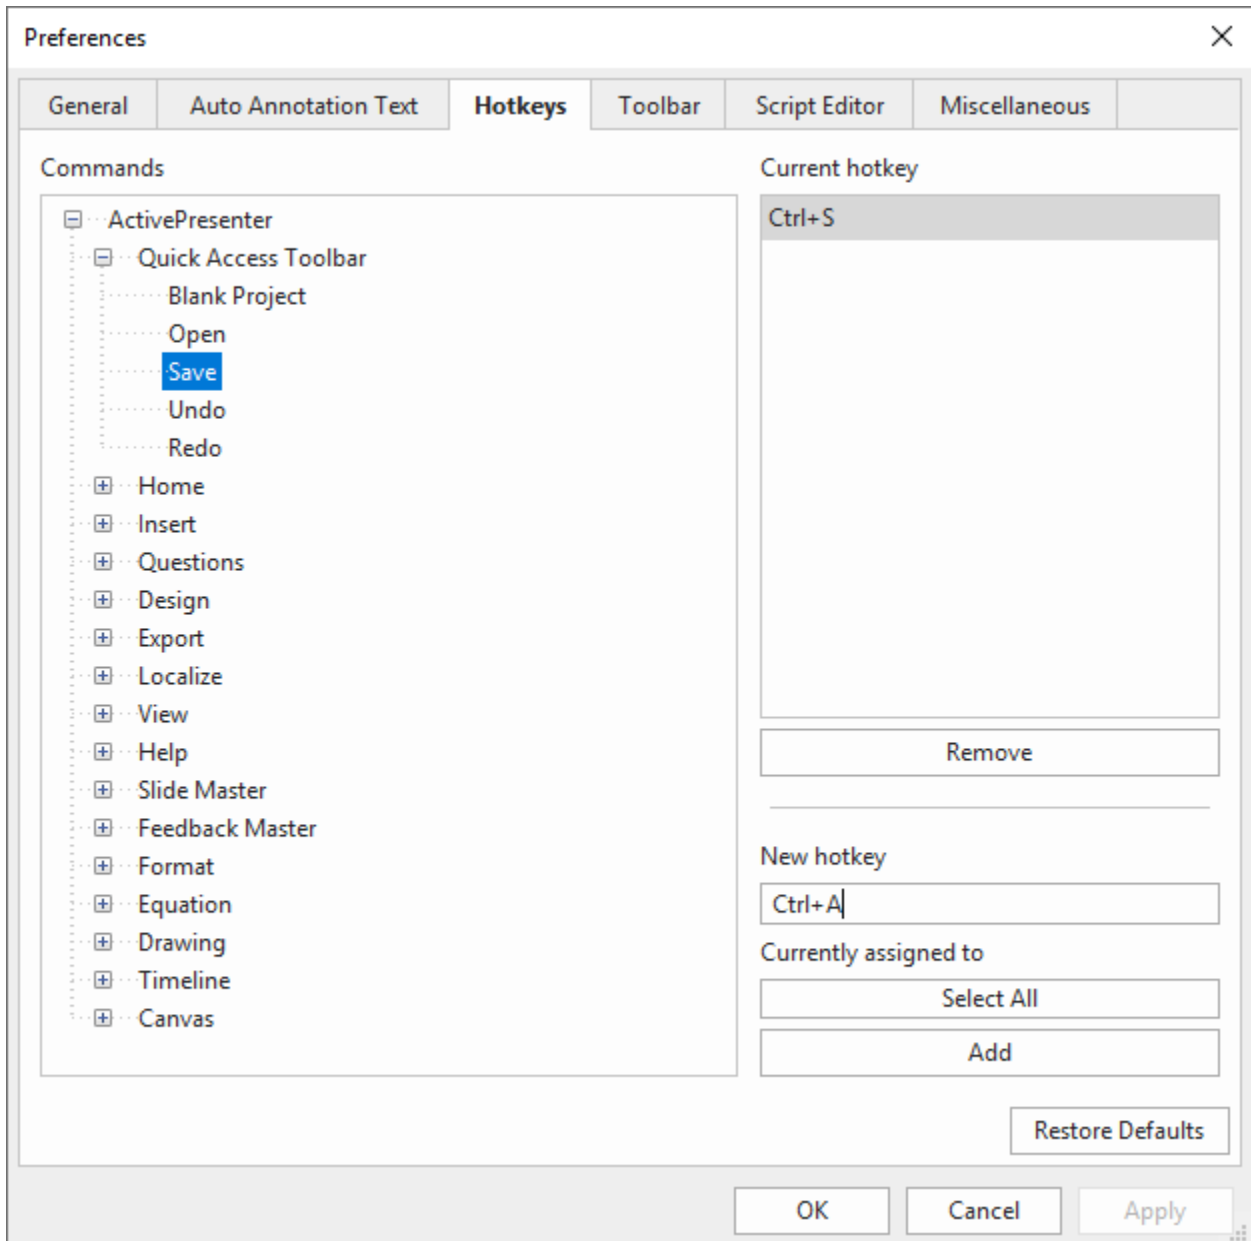 Preferences
General Auto Annotation Text Hotkeys Toolbar Script Editor Miscellaneous
Commands
ActivePresenter
Quick Access Toolbar
Blank Project
Open
Save
Undo
Redo
Home
Insert
Questions
Design
Export
Localize
View
Help
Slide Master
Feedback Master
Format
Equation
Drawing
Timeline
Canvas
Current hotkey
Ctrl+S
Remove
New hotkey
Ctrl+A
Currently assigned to
Select All
Add
Restore Defaults
OK Cancel Apply